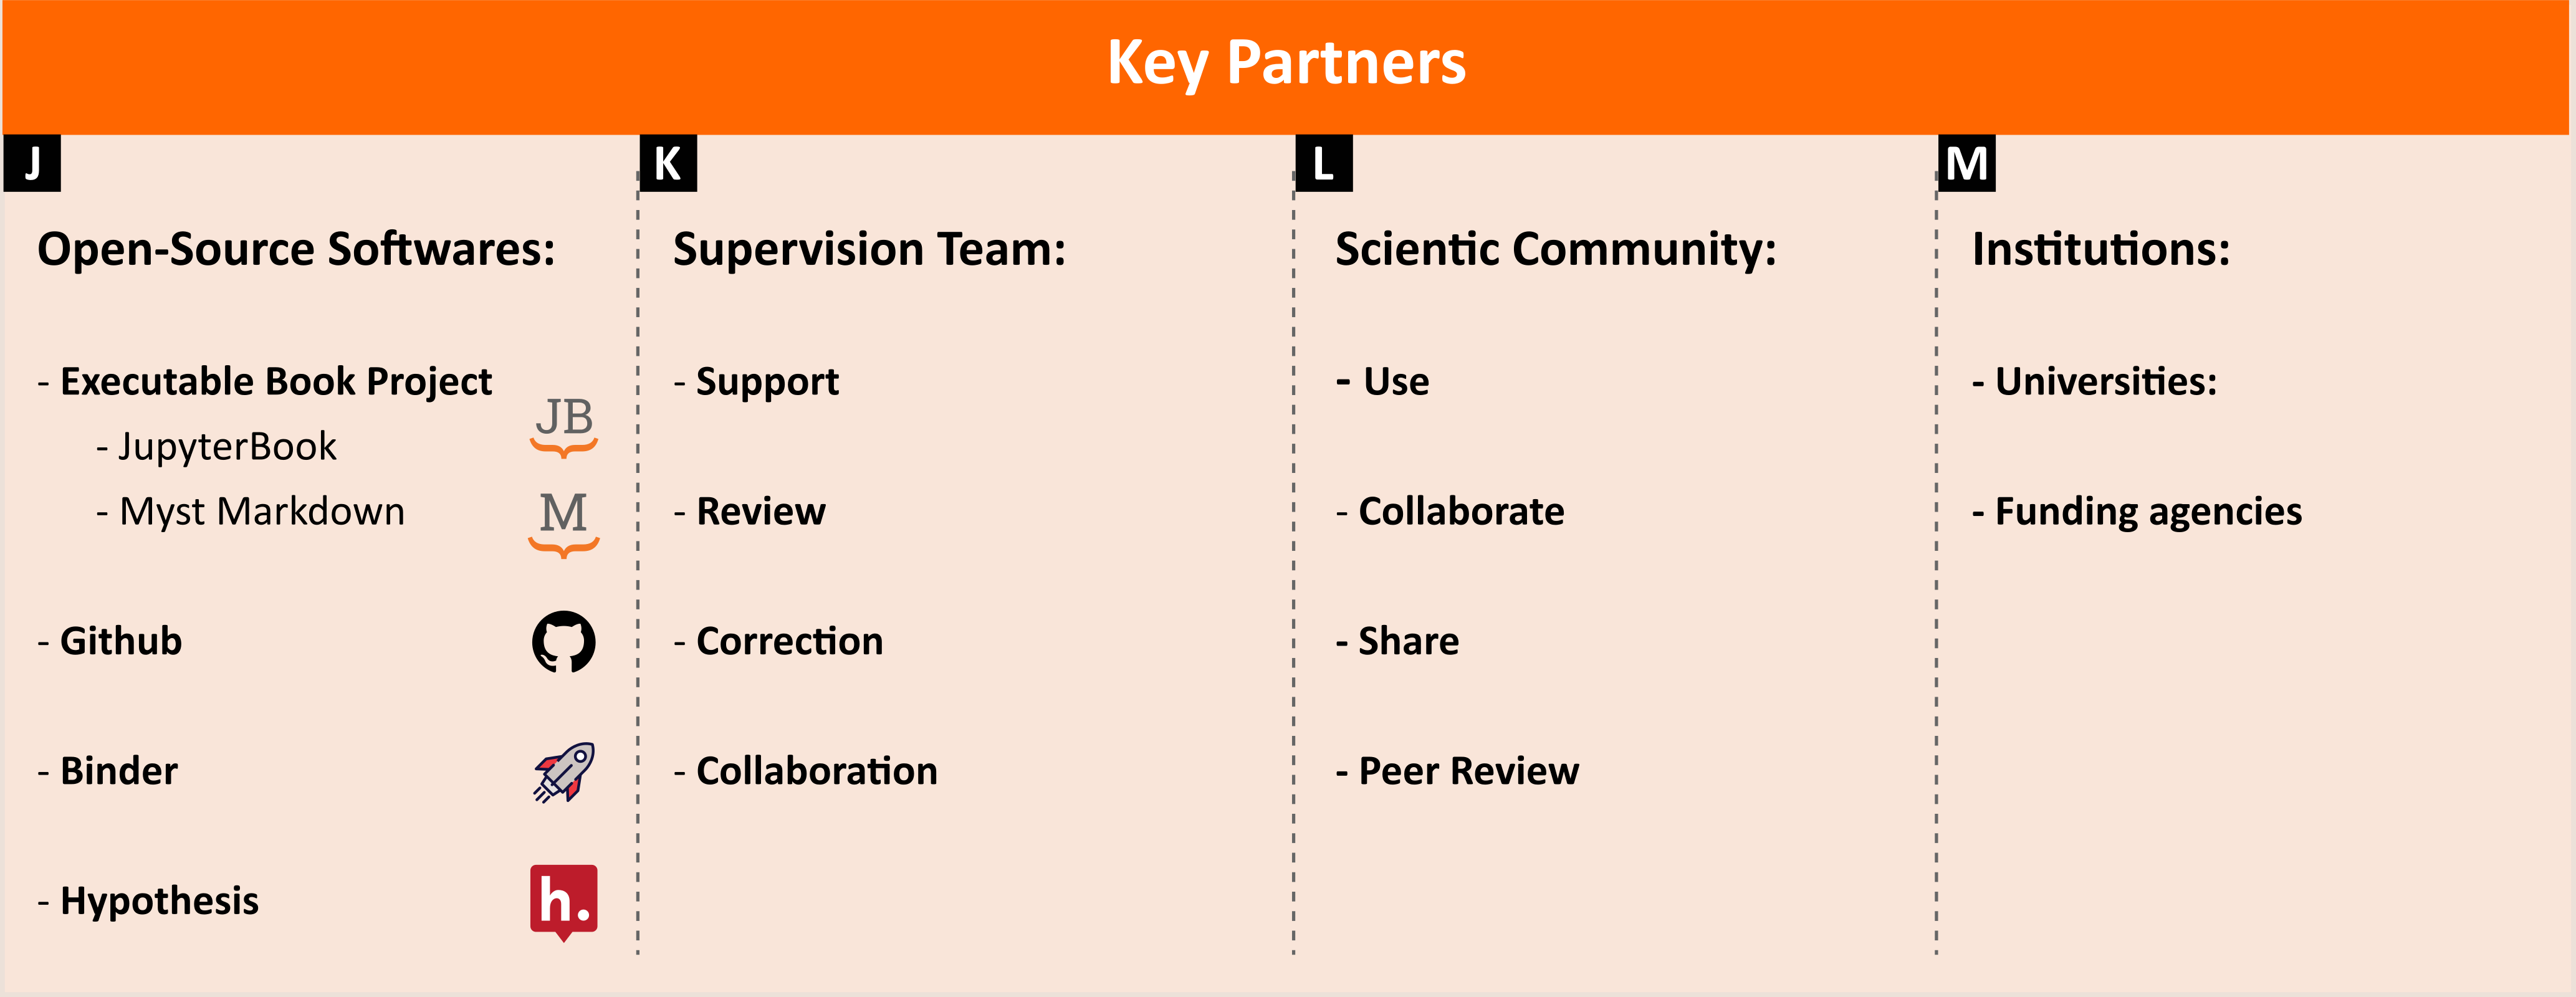 Key Partners
J
Open-Source Softwares:
- Executable Book Project
- JupyterBook
JB
- Myst Markdown
M
- Github
- Binder
- Hypothesis
h.
K
Supervision Team:
- Support
- Review
- Correction
- Collaboration
L
Scientic Community:
- Use
- Collaborate
- Share
- Peer Review
M
Institutions:
- Universities:
- Funding agencies